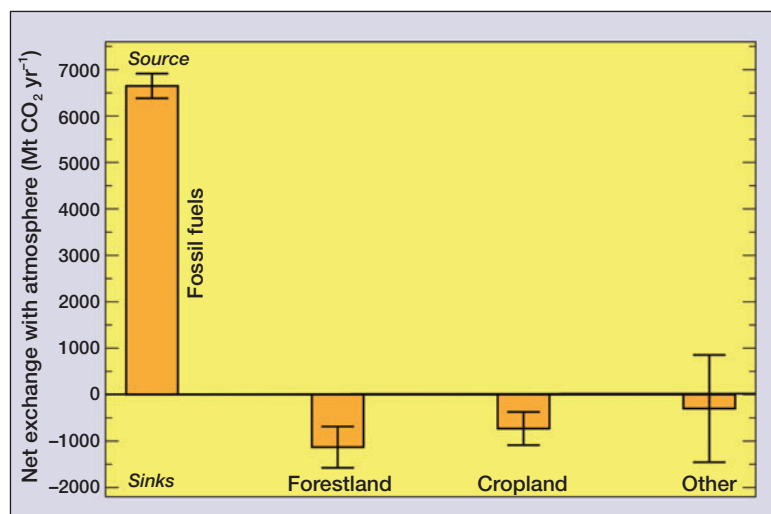 Net exchange with atmosphere (Mt CO₂ yr⁻¹)
7000
6000
5000
4000
3000
2000
1000
0
–1000
–2000
Source
Fossil fuels
Sinks
Forestland
Cropland
Other